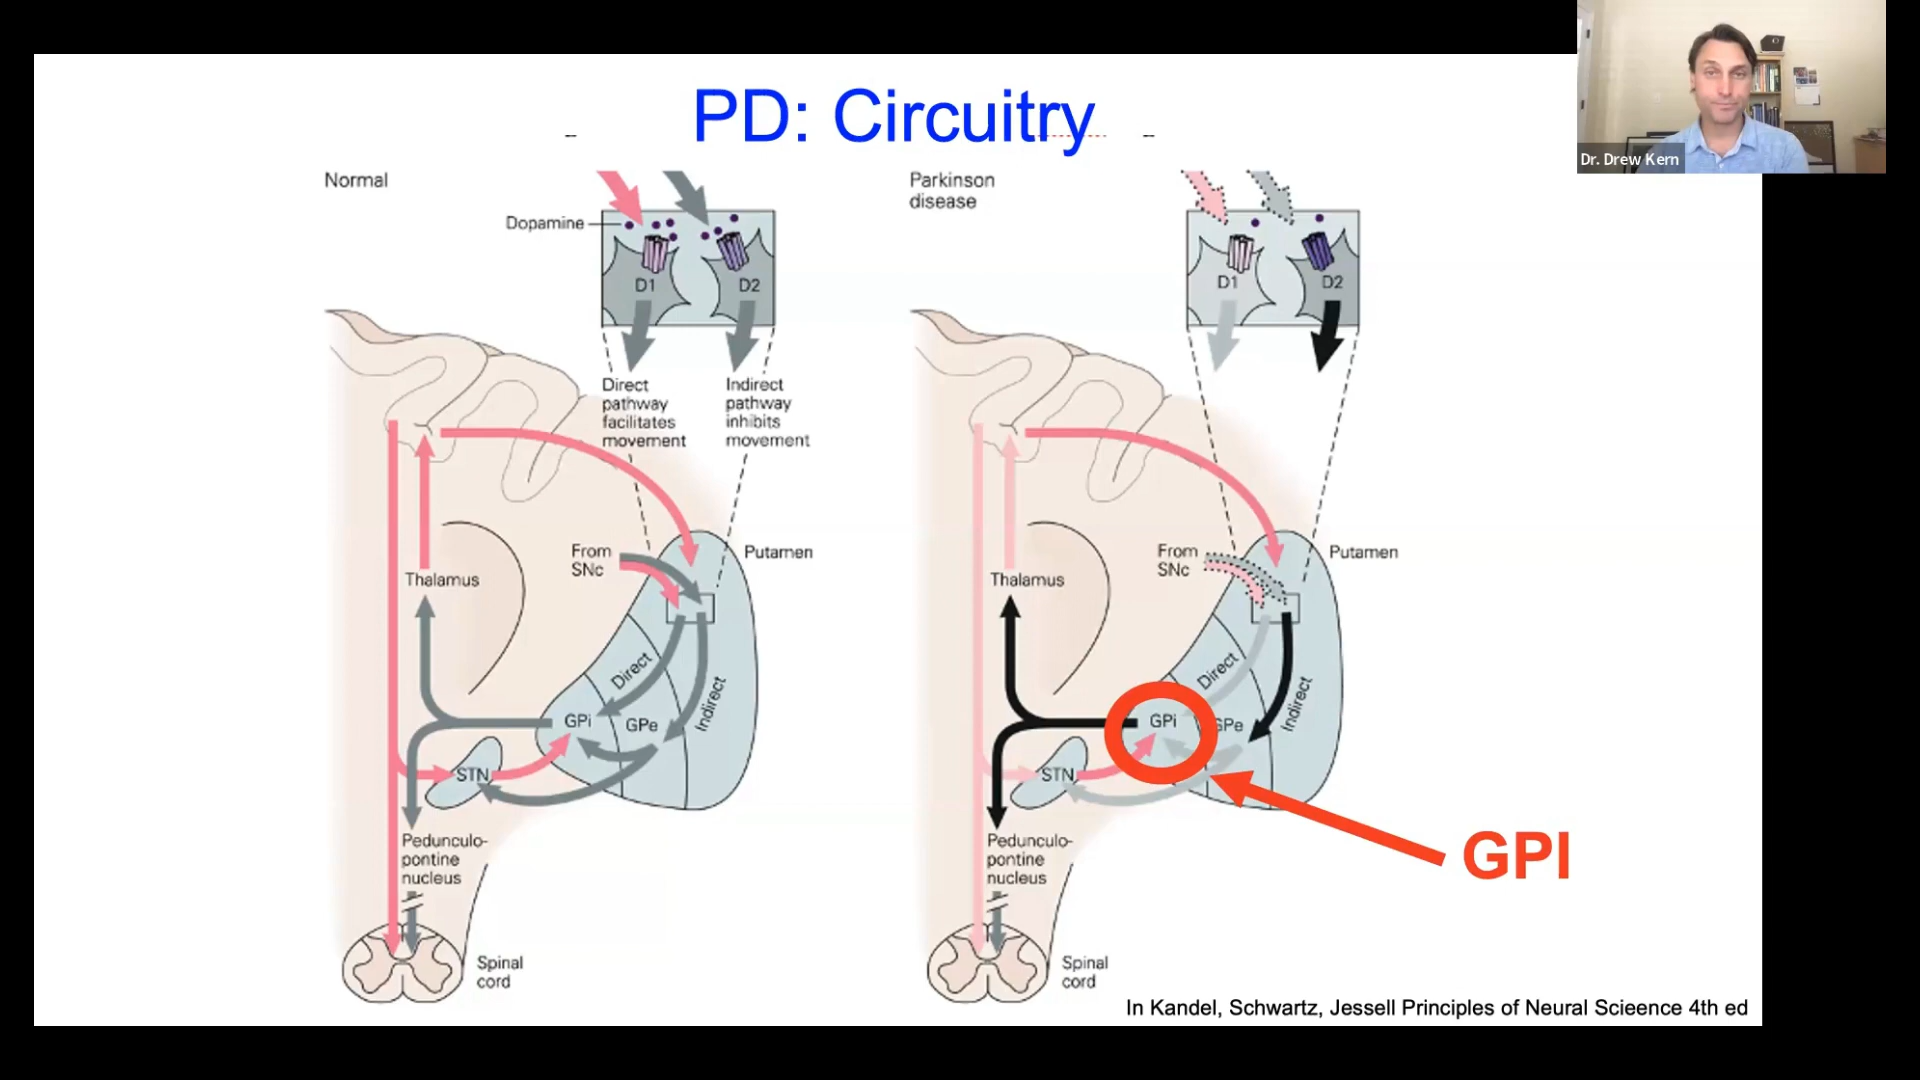 PD: Circuitry
Dr. Drew Kern
Normal
Dopamine
D1
D2
Direct
pathway
facilitates
movement
Indirect
pathway
inhibits
movement
From
SNc
Putamen
Thalamus
Direct
Indirect
GPi
GPe
STN
Pedunculo-
pontine
nucleus
Spinal
cord
Parkinson
disease
D1
D2
From
SNc
Putamen
Thalamus
Direct
Indirect
GPi
GPe
STN
GPI
Pedunculo-
pontine
nucleus
Spinal
cord
In Kandel, Schwartz, Jessell Principles of Neural Scieence 4th ed